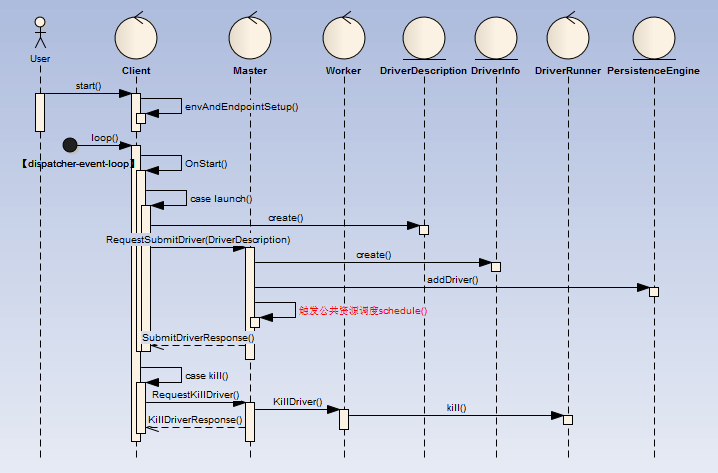 User
Client
Master
Worker
DriverDescription
DriverInfo
DriverRunner
PersistenceEngine
start()
envAndEndpointSetup()
loop()
【dispatcher-event-loop】
OnStart()
case launch()
create()
RequestSubmitDriver(DriverDescription)
create()
addDriver()
触发公共资源调度schedule()
SubmitDriverResponse()
case kill()
RequestKillDriver()
KillDriver()
kill()
KillDriverResponse()